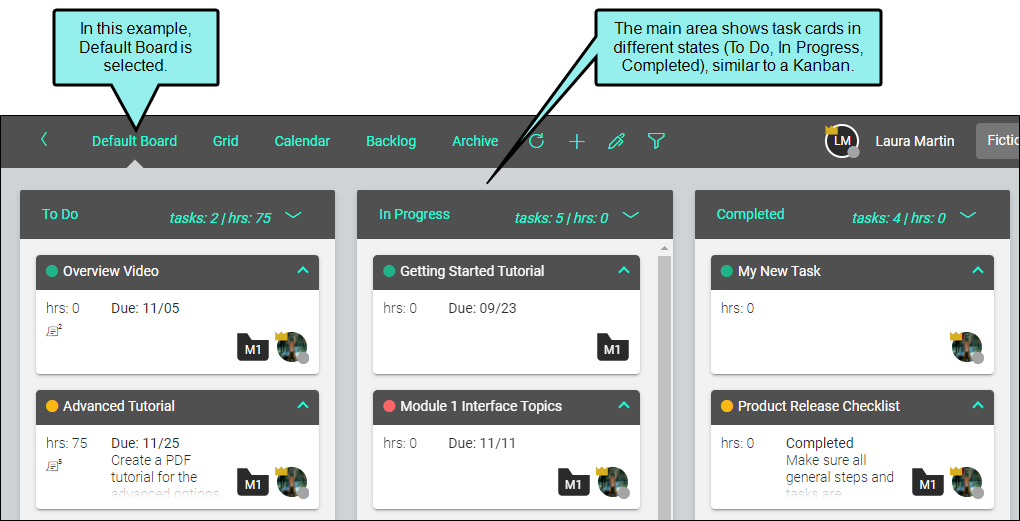 In this example,
Default Board is
selected.
The main area shows task cards in
different states (To Do, In Progress,
Completed), similar to a Kanban.
Default Board Grid Calendar Backlog Archive LM Laura Martin
To Do tasks: 2 | hrs: 75
Overview Video
hrs: 0 Due: 11/05
2
M1
Advanced Tutorial
hrs: 75 Due: 11/25
5 Create a PDF
tutorial for the
advanced options
M1
In Progress tasks: 5 | hrs: 0
Getting Started Tutorial
hrs: 0 Due: 09/23
M1
Module 1 Interface Topics
hrs: 0 Due: 11/11
M1
Completed tasks: 4 | hrs: 0
My New Task
hrs: 0
Product Release Checklist
hrs: 0 Completed
Make sure all
general steps and
tasks are
M1